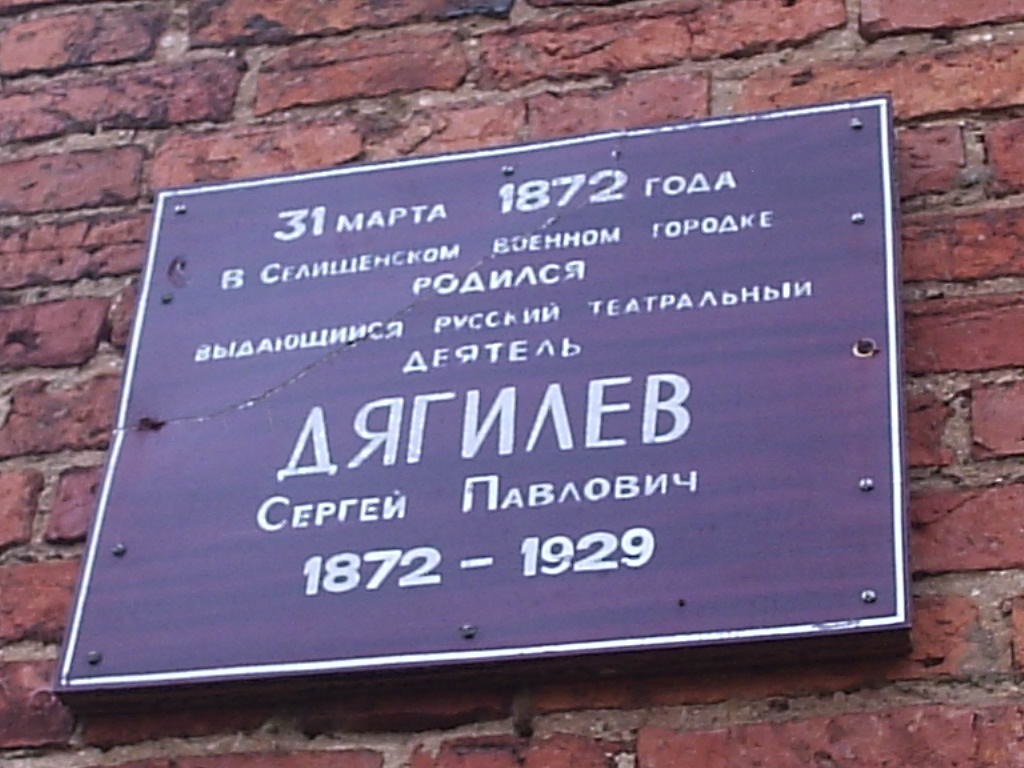 31 МАРТА 1872 ГОДА
В СЕЛИЩЕНСКОМ ВОЕННОМ ГОРОДКЕ
РОДИЛСЯ
ВЫДАЮЩИЙСЯ РУССКИЙ ТЕАТРАЛЬНЫЙ
ДЕЯТЕЛЬ
ДЯГИЛЕВ
СЕРГЕЙ ПАВЛОВИЧ
1872 – 1929